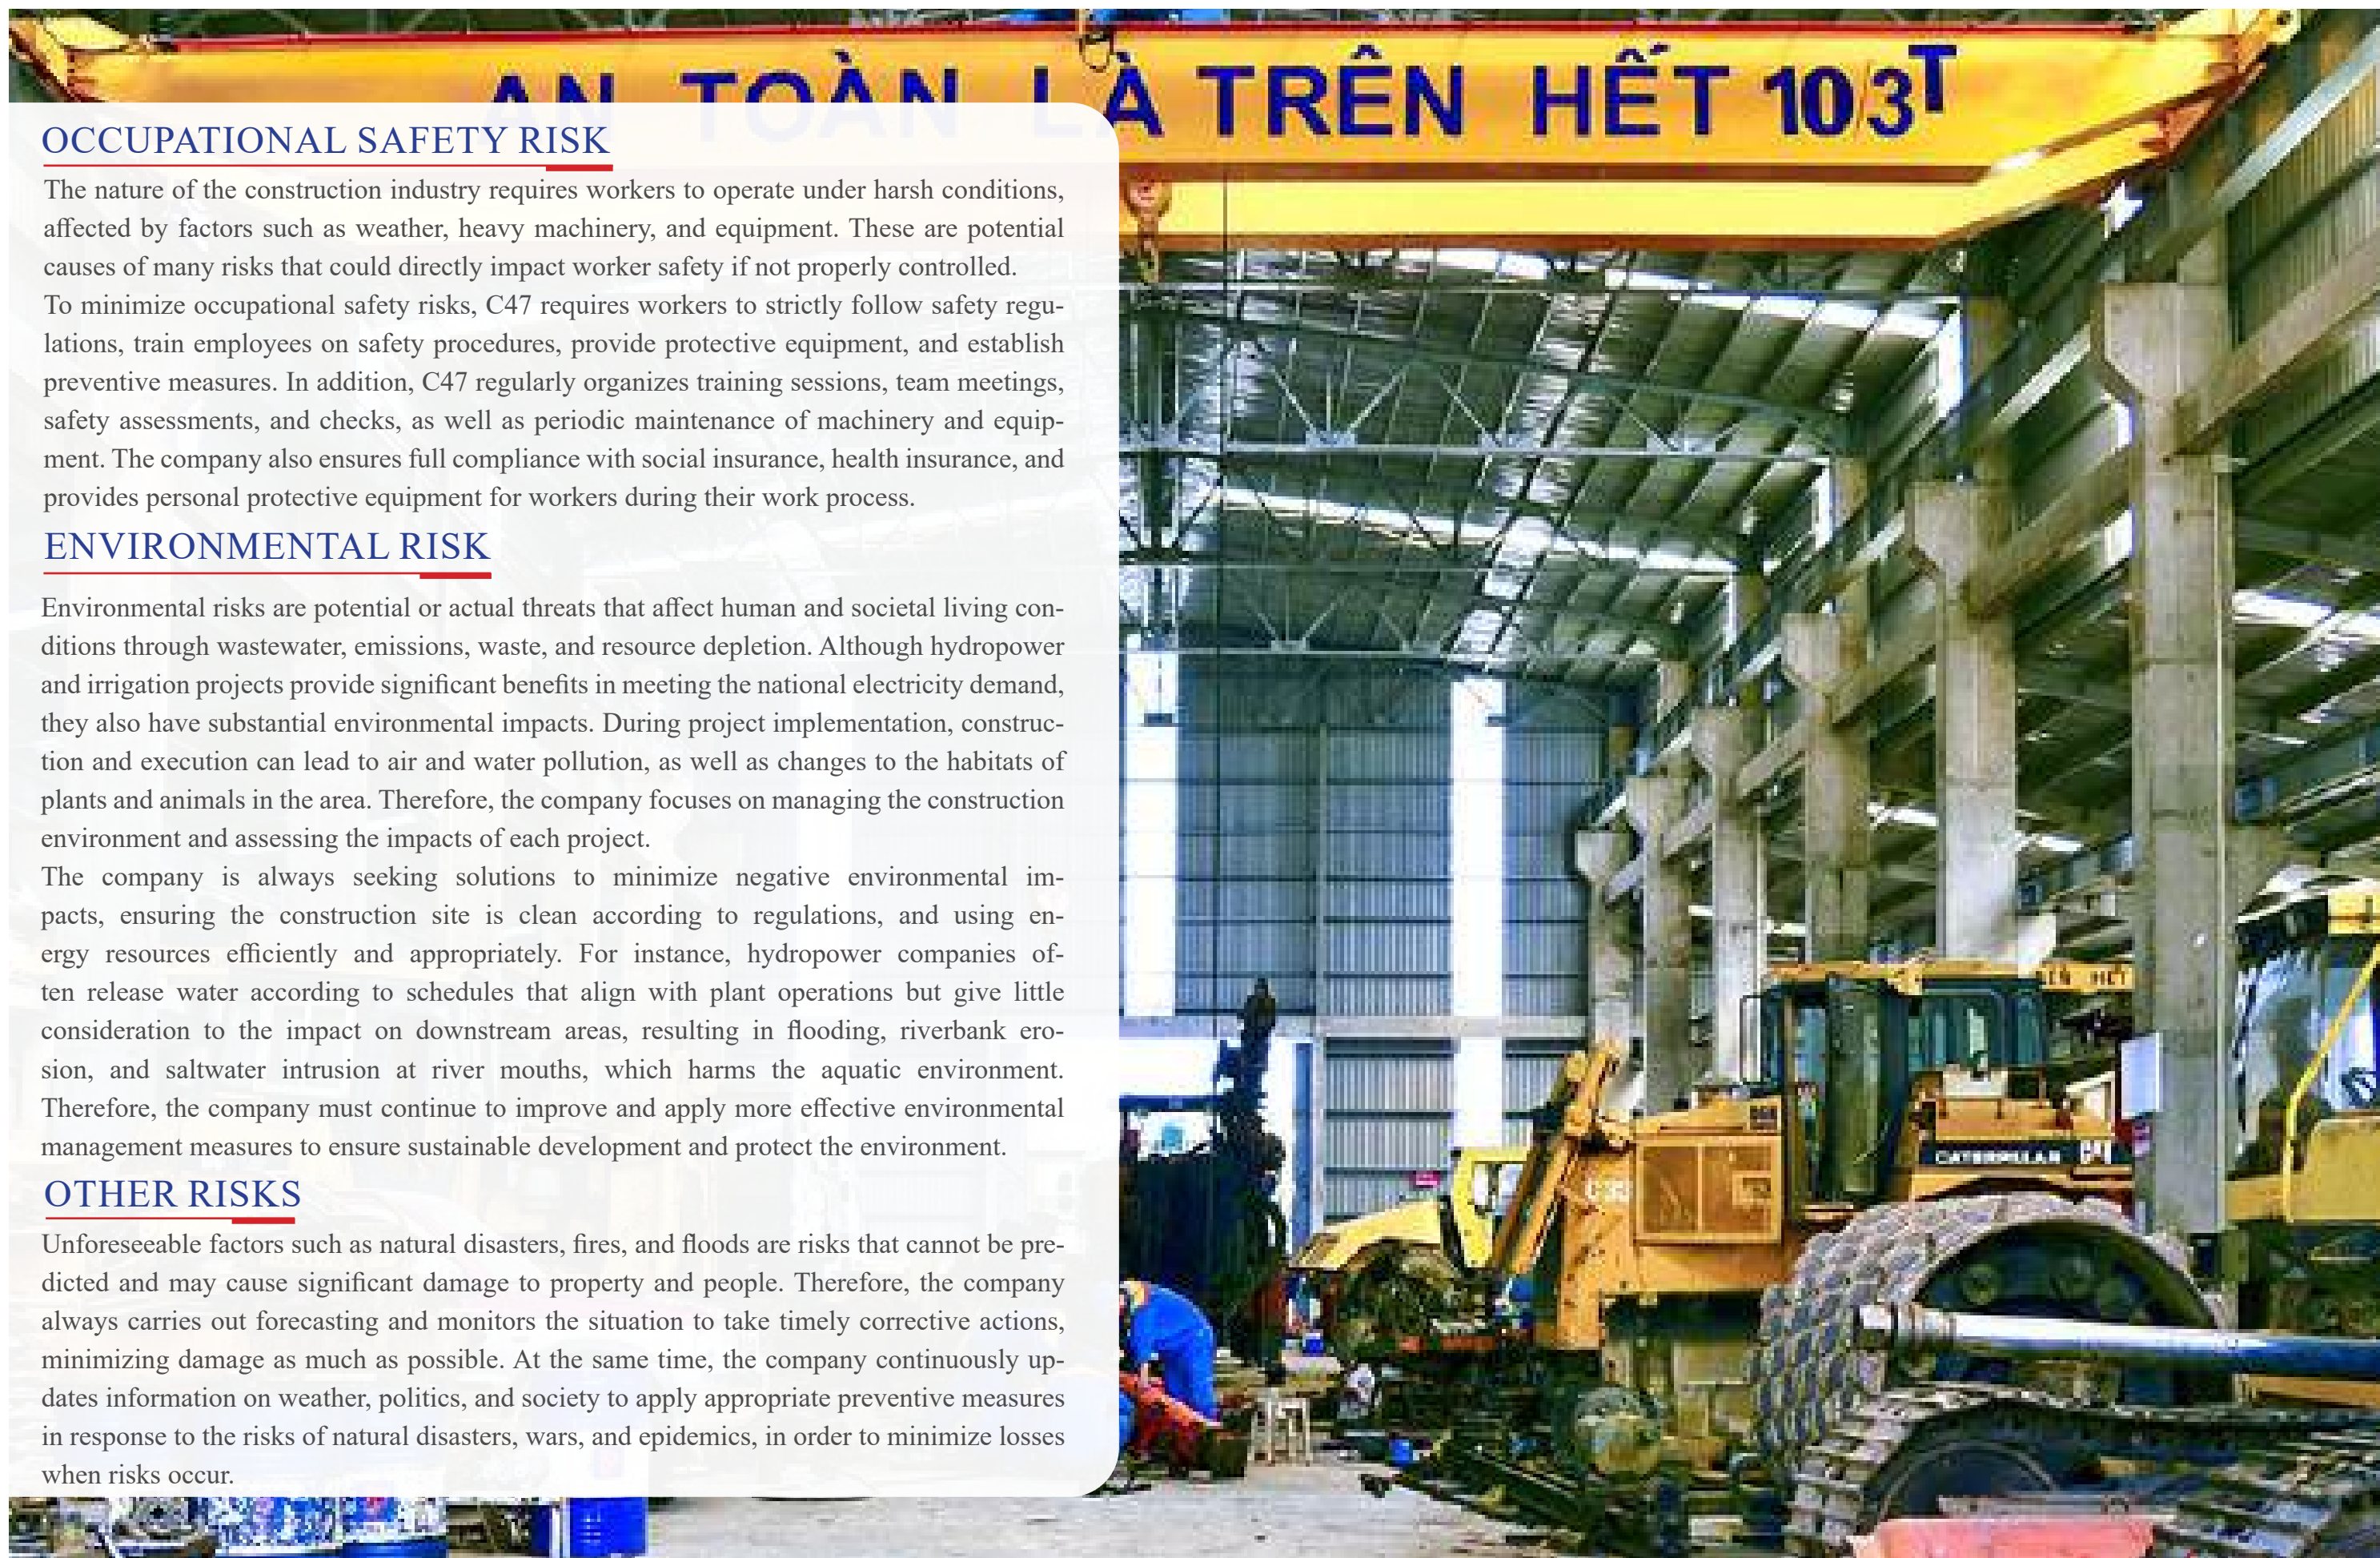 AN TOÀN LÀ TRÊN HẾT 10/3T
OCCUPATIONAL SAFETY RISK
The nature of the construction industry requires workers to operate under harsh conditions,
affected by factors such as weather, heavy machinery, and equipment. These are potential
causes of many risks that could directly impact worker safety if not properly controlled.
To minimize occupational safety risks, C47 requires workers to strictly follow safety regu-
lations, train employees on safety procedures, provide protective equipment, and establish
preventive measures. In addition, C47 regularly organizes training sessions, team meetings,
safety assessments, and checks, as well as periodic maintenance of machinery and equip-
ment. The company also ensures full compliance with social insurance, health insurance, and
provides personal protective equipment for workers during their work process.
ENVIRONMENTAL RISK
Environmental risks are potential or actual threats that affect human and societal living con-
ditions through wastewater, emissions, waste, and resource depletion. Although hydropower
and irrigation projects provide significant benefits in meeting the national electricity demand,
they also have substantial environmental impacts. During project implementation, construc-
tion and execution can lead to air and water pollution, as well as changes to the habitats of
plants and animals in the area. Therefore, the company focuses on managing the construction
environment and assessing the impacts of each project.
The company is always seeking solutions to minimize negative environmental im-
pacts, ensuring the construction site is clean according to regulations, and using en-
ergy resources efficiently and appropriately. For instance, hydropower companies of-
ten release water according to schedules that align with plant operations but give little
consideration to the impact on downstream areas, resulting in flooding, riverbank ero-
sion, and saltwater intrusion at river mouths, which harms the aquatic environment.
Therefore, the company must continue to improve and apply more effective environmental
management measures to ensure sustainable development and protect the environment.
OTHER RISKS
Unforeseeable factors such as natural disasters, fires, and floods are risks that cannot be pre-
dicted and may cause significant damage to property and people. Therefore, the company
always carries out forecasting and monitors the situation to take timely corrective actions,
minimizing damage as much as possible. At the same time, the company continuously up-
dates information on weather, politics, and society to apply appropriate preventive measures
in response to the risks of natural disasters, wars, and epidemics, in order to minimize losses
when risks occur.
CATERPILLAR